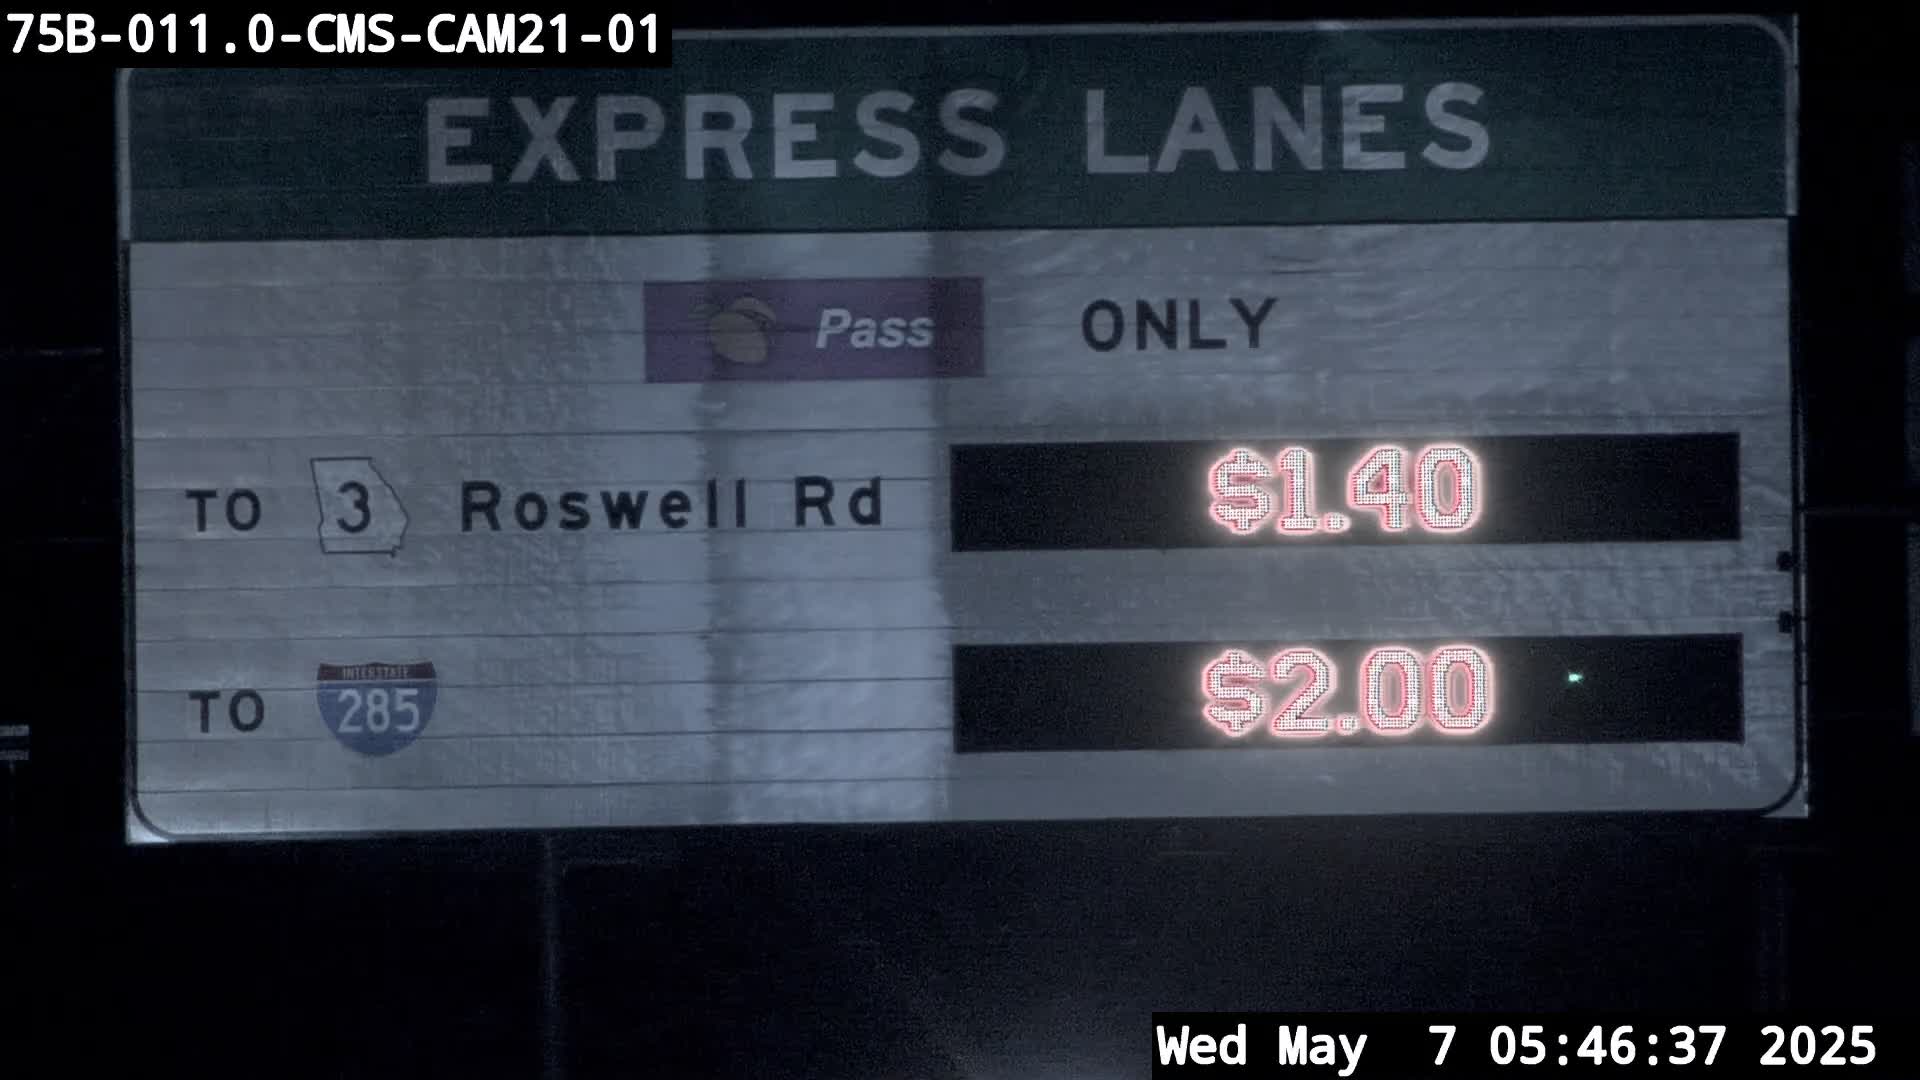 75B-011.0-CMS-CAM21-01
EXPRESS LANES
Pass ONLY
TO 3 Roswell Rd $1.40
TO INTERSTATE 285 $2.00
Wed May 7 05:46:37 2025